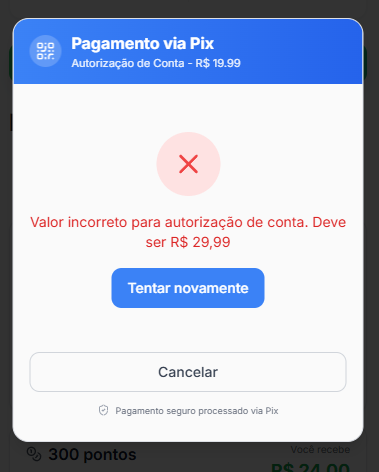 Pagamento via Pix
Autorização de Conta - R$ 19.99
Valor incorreto para autorização de conta. Deve
ser R$ 29,99
Tentar novamente
Cancelar
Pagamento seguro processado via Pix
Você recebe
300 pontos
R$ 24,00